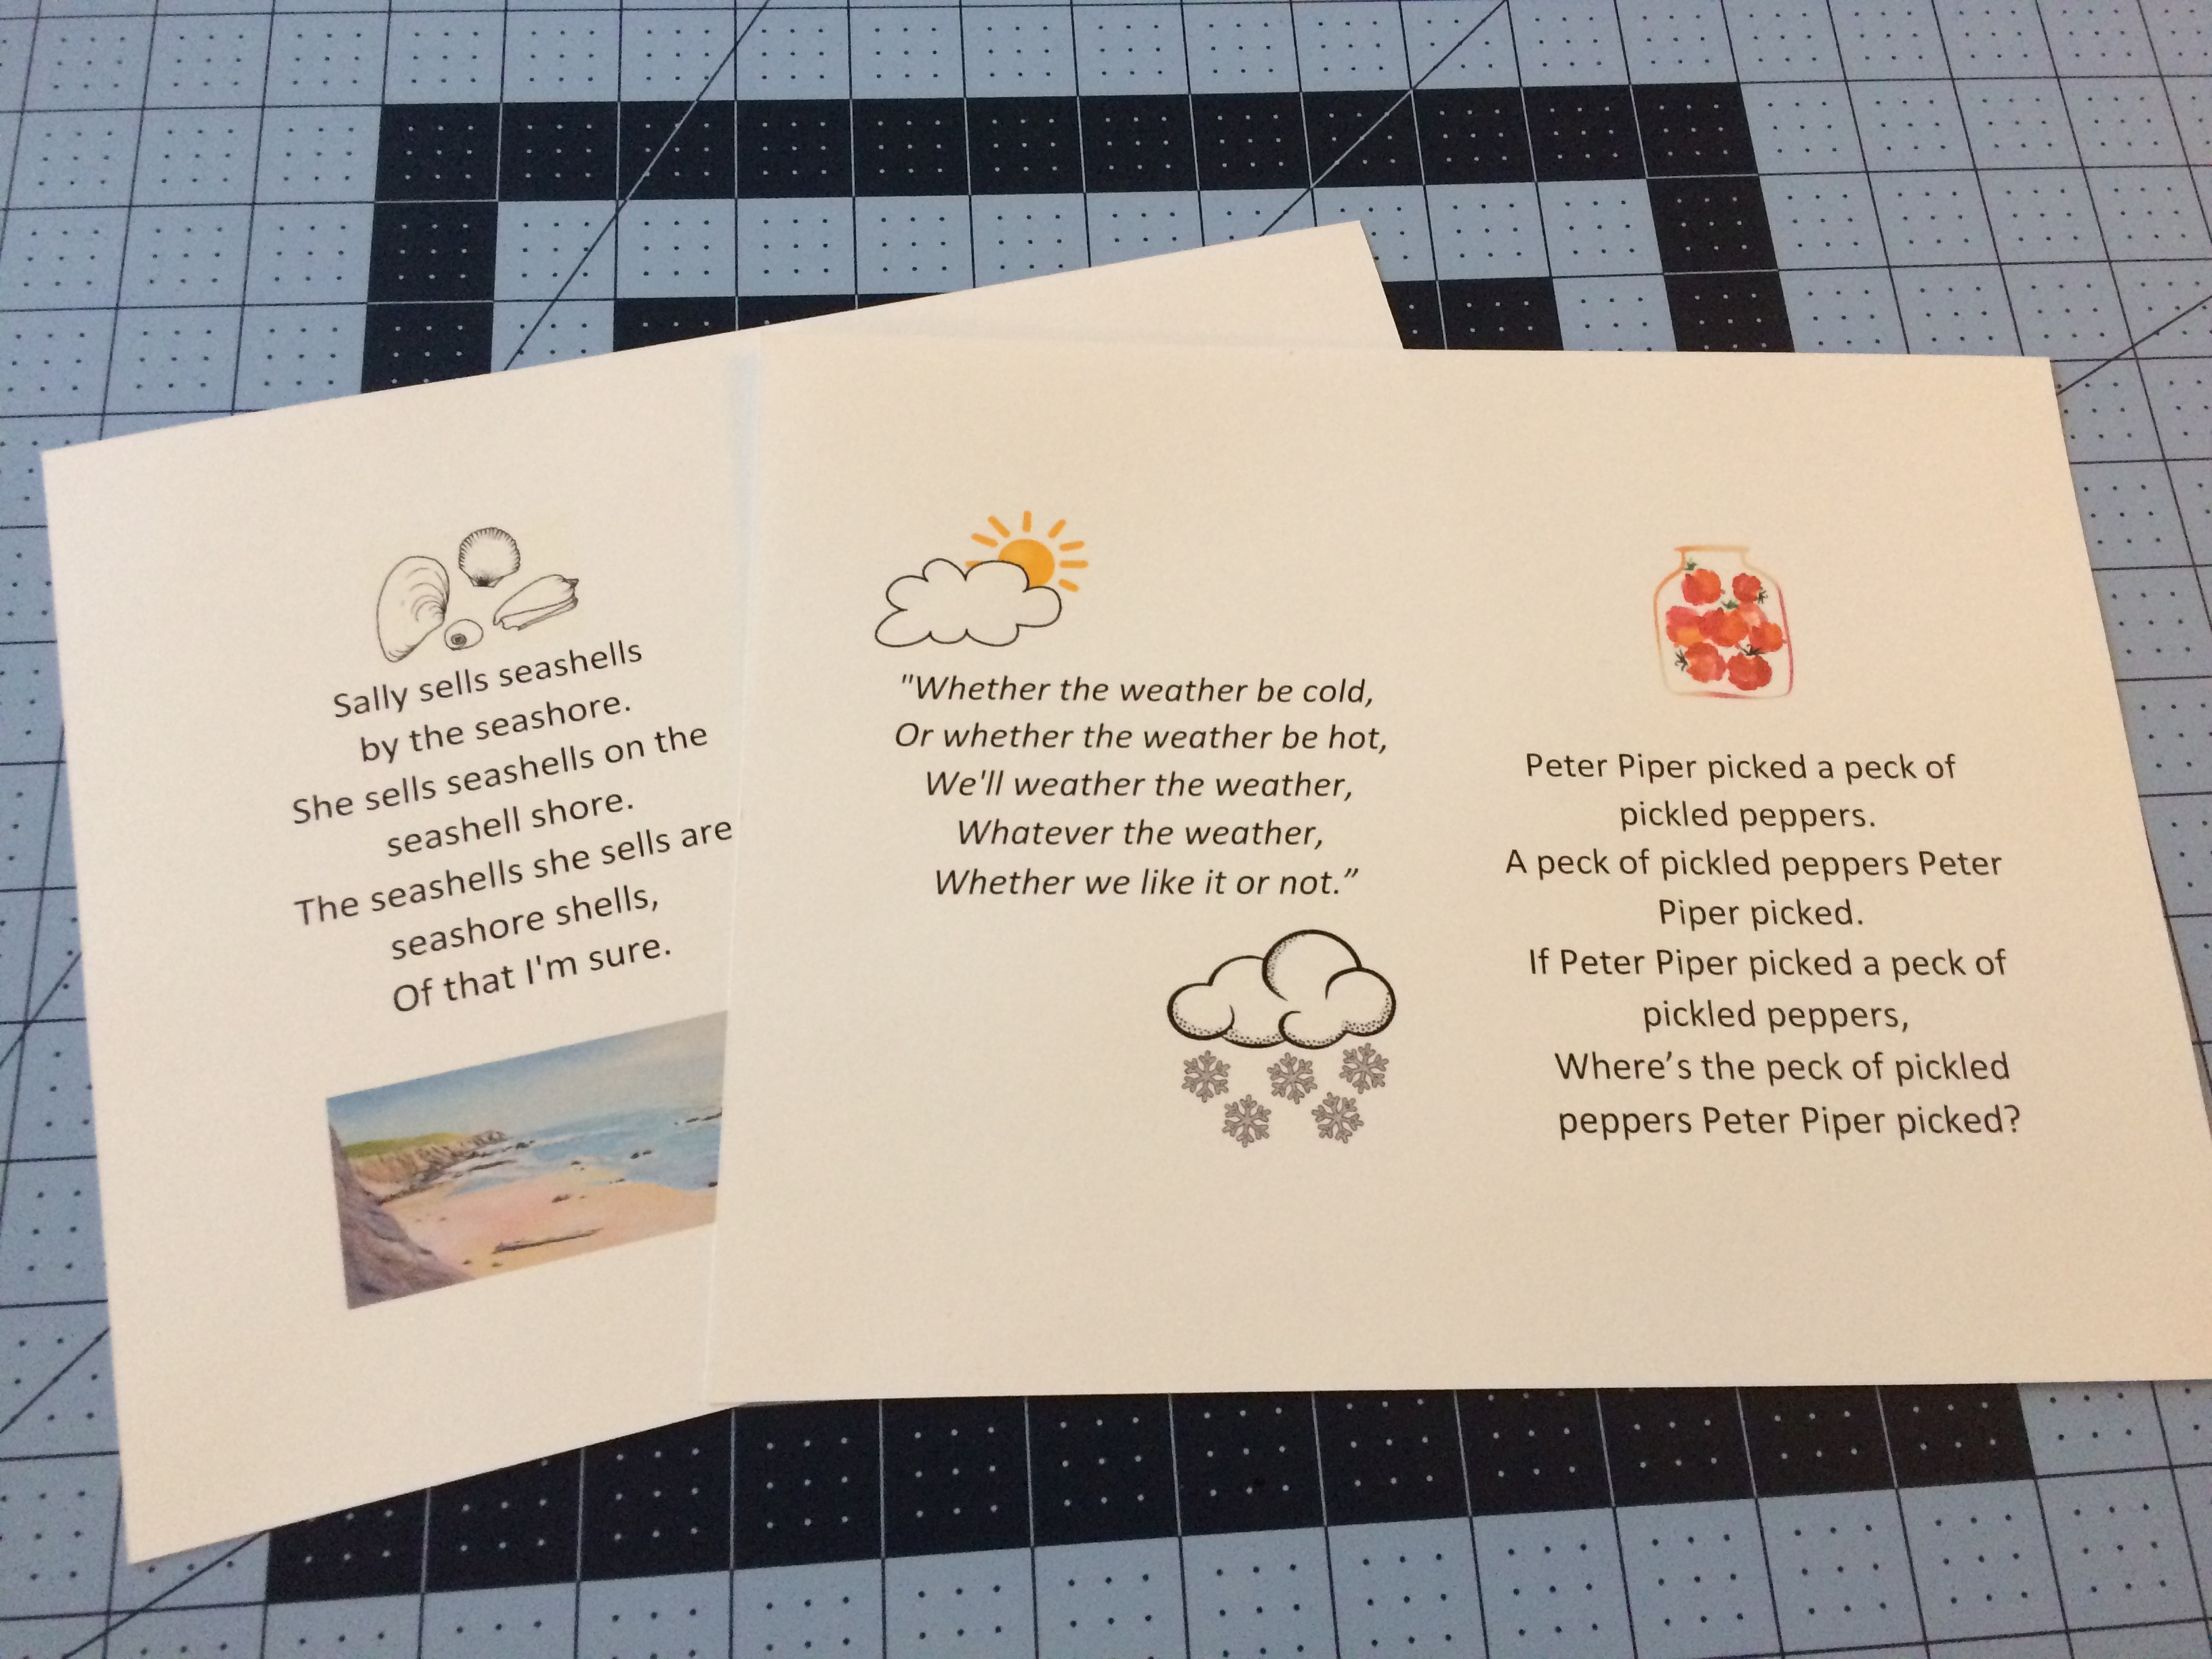 Sally sells seashells
by the seashore.
She sells seashells on the
seashell shore.
The seashells she sells are
seashore shells,
Of that I'm sure.
"Whether the weather be cold,
Or whether the weather be hot,
We'll weather the weather,
Whatever the weather,
Whether we like it or not.”
Peter Piper picked a peck of
pickled peppers.
A peck of pickled peppers Peter
Piper picked.
If Peter Piper picked a peck of
pickled peppers,
Where’s the peck of pickled
peppers Peter Piper picked?